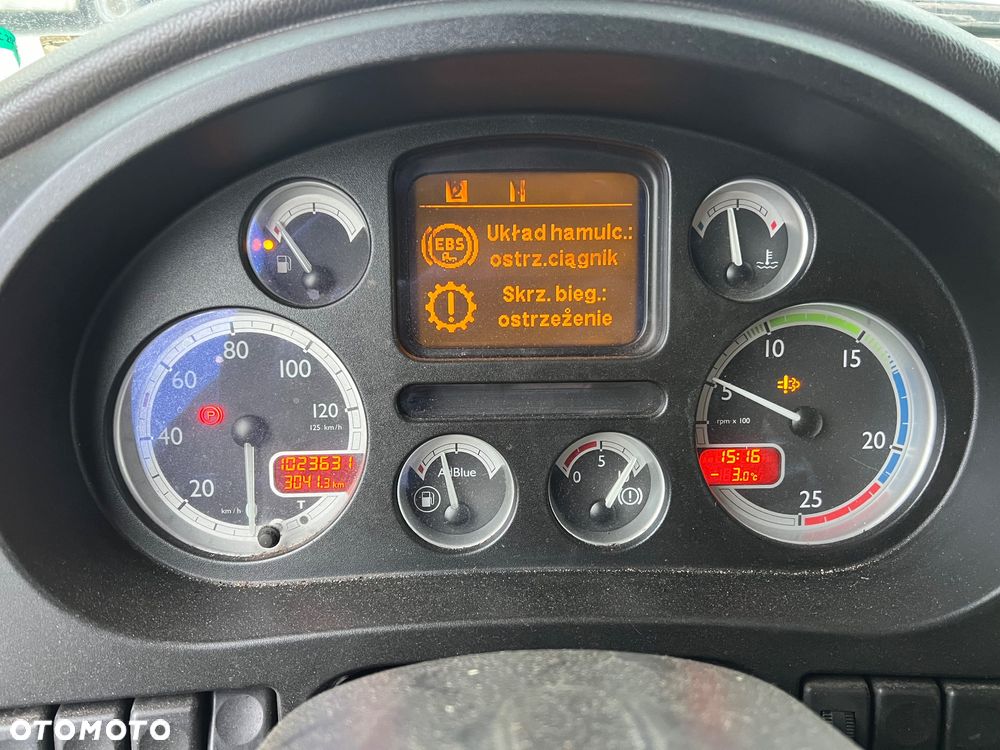 2 N
EBS
Układ hamulc.:
ostrz.ciągnik
Skrz. bieg.:
ostrzeżenie
20
40
60
80
100
120
125 km/h
km/h
P
1023631
3041.3 km
T
AdBlue
0
5
5
10
15
20
25
rpm x 100
15:16
-3.0°C
OTOMOTO